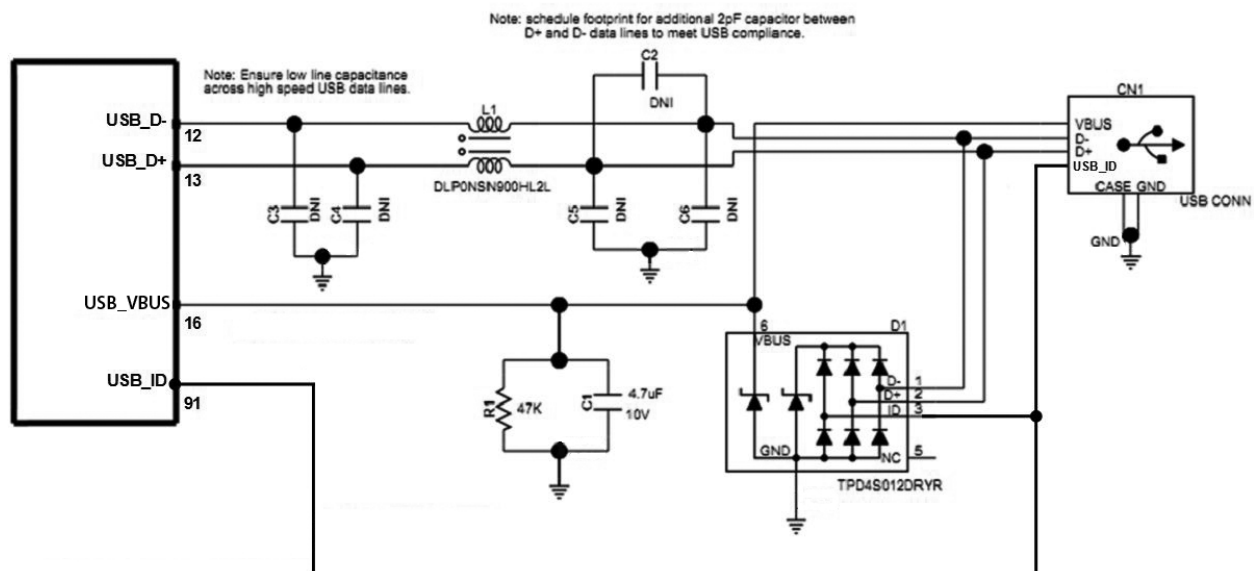 Note: schedule footprint for additional 2pF capacitor between
D+ and D- data lines to meet USB compliance.
Note: Ensure low line capacitance
across high speed USB data lines.
C2
DNI
CN1
L1
USB_D-
12
VBUS
D-
D+
USB_ID
USB_D+
13
DLP0NSN900HL2L
CASE GND
USB CONN
C3
DNI
C4
DNI
C5
DNI
C6
DNI
GND
USB_VBUS
16
6
D1
VBUS
USB_ID
91
R1
47K
C1
4.7uF
10V
D- 1
D+ 2
ID 3
GND
NC 5
TPD4S012DRYR